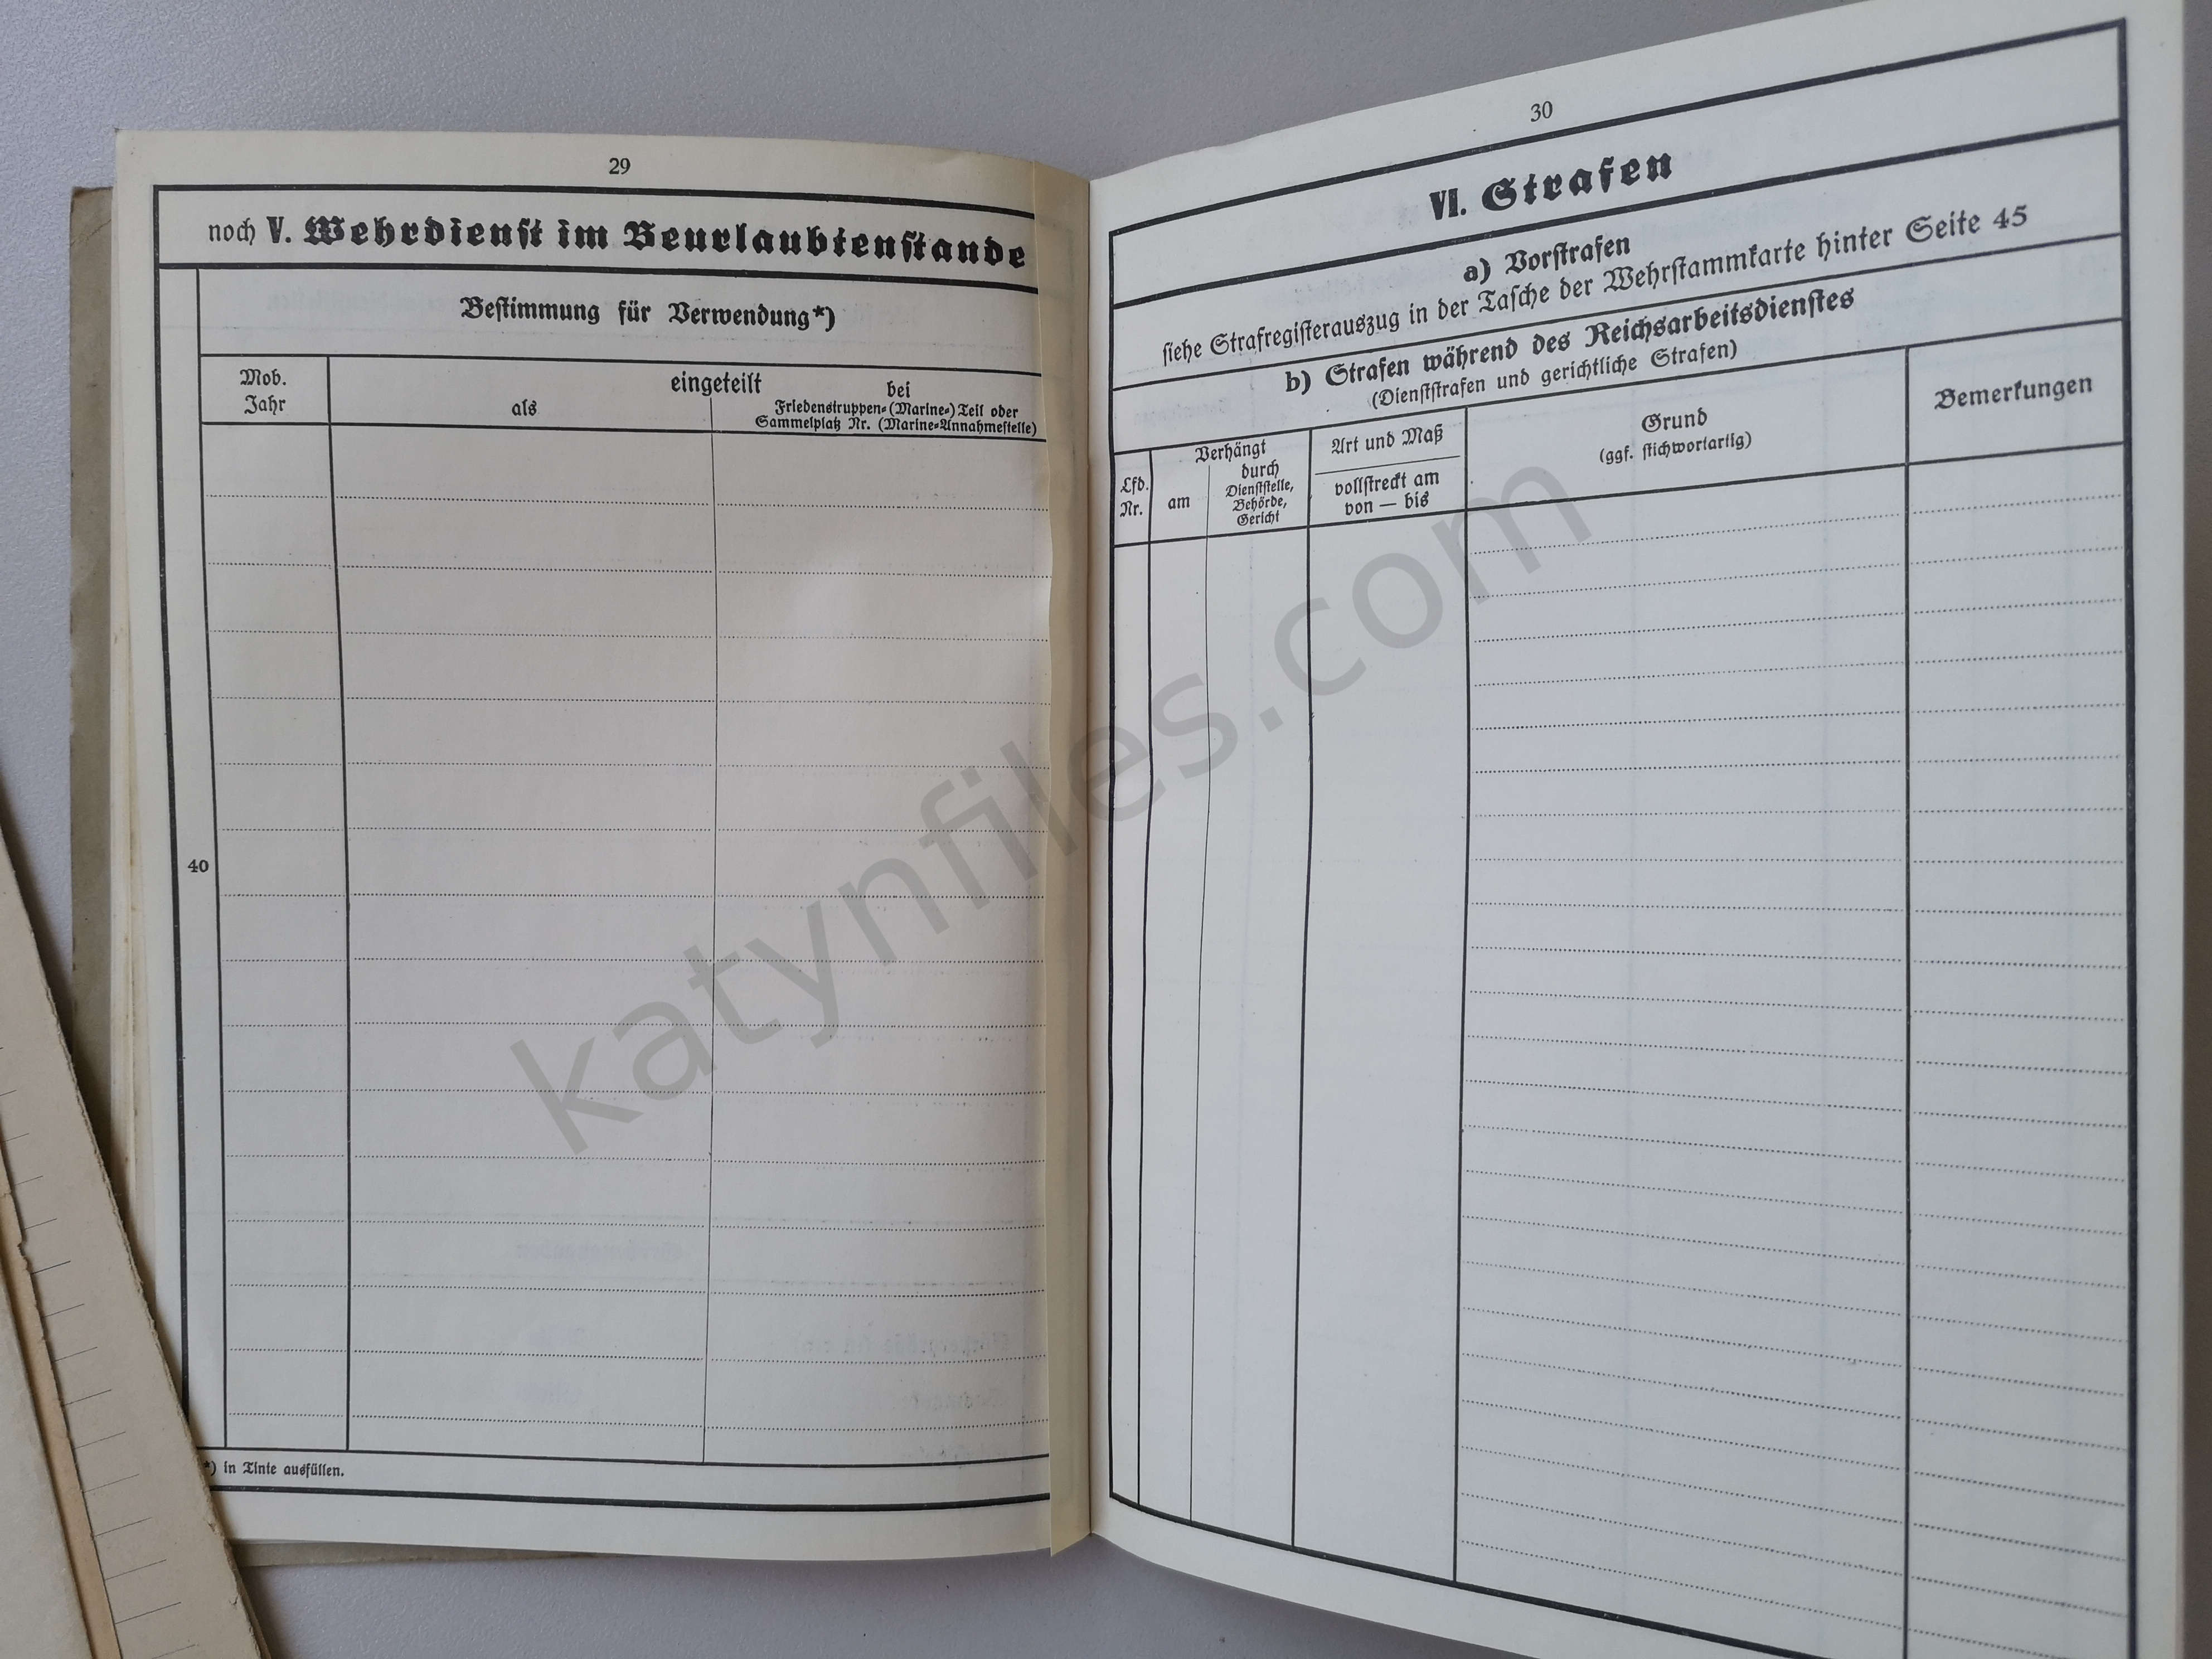 29
noch V. Wehrdienst im Beurlaubtenstande
Bestimmung für Verwendung*)
Mob.
Jahr
eingeteilt
als
bei
Friedenstruppen-(Marine-)Teil oder
Sammelplatz Nr. (Marine-Annahmestelle)
40
*) in Tinte ausfüllen.
30
VI. Strafen
a) Vorstrafen
siehe Strafregisterauszug in der Tasche der Wehrstammkarte hinter Seite 45
b) Strafen während des Reichsarbeitsdienstes
(Dienststrafen und gerichtliche Strafen)
Lfd.
Nr.
Verhängt
am
durch
Dienststelle,
Behörde,
Gericht
Art und Maß
vollstreckt am
von — bis
Grund
(ggf. stichwortartig)
Bemerkungen
katynfiles.com